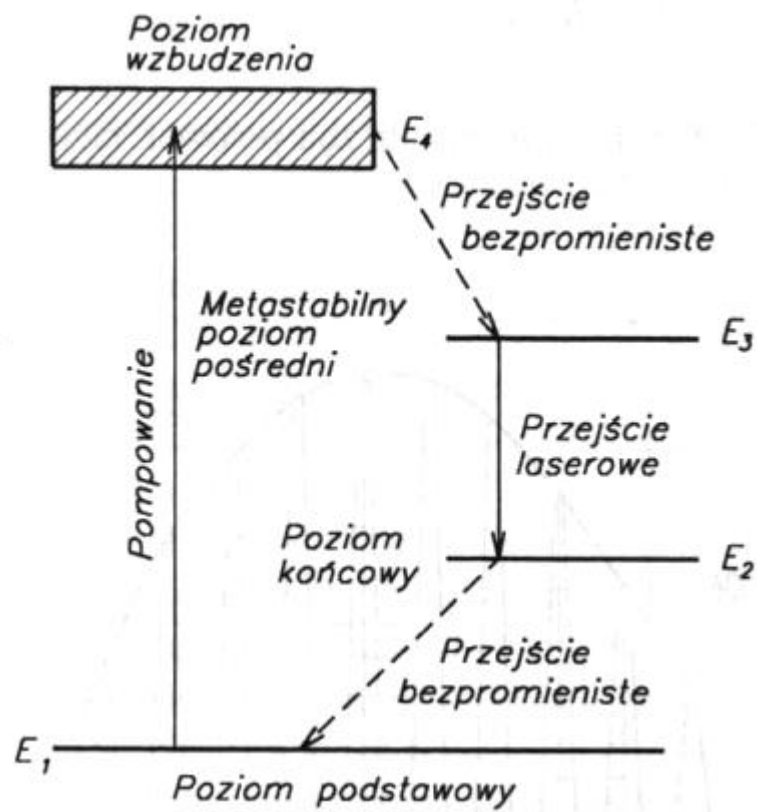 Poziom
wzbudzenia
E₄
Przejście
bezpromieniste
Metastabilny
poziom
pośredni
E₃
Pompowanie
Przejście
laserowe
Poziom
końcowy
E₂
Przejście
bezpromieniste
E₁
Poziom podstawowy